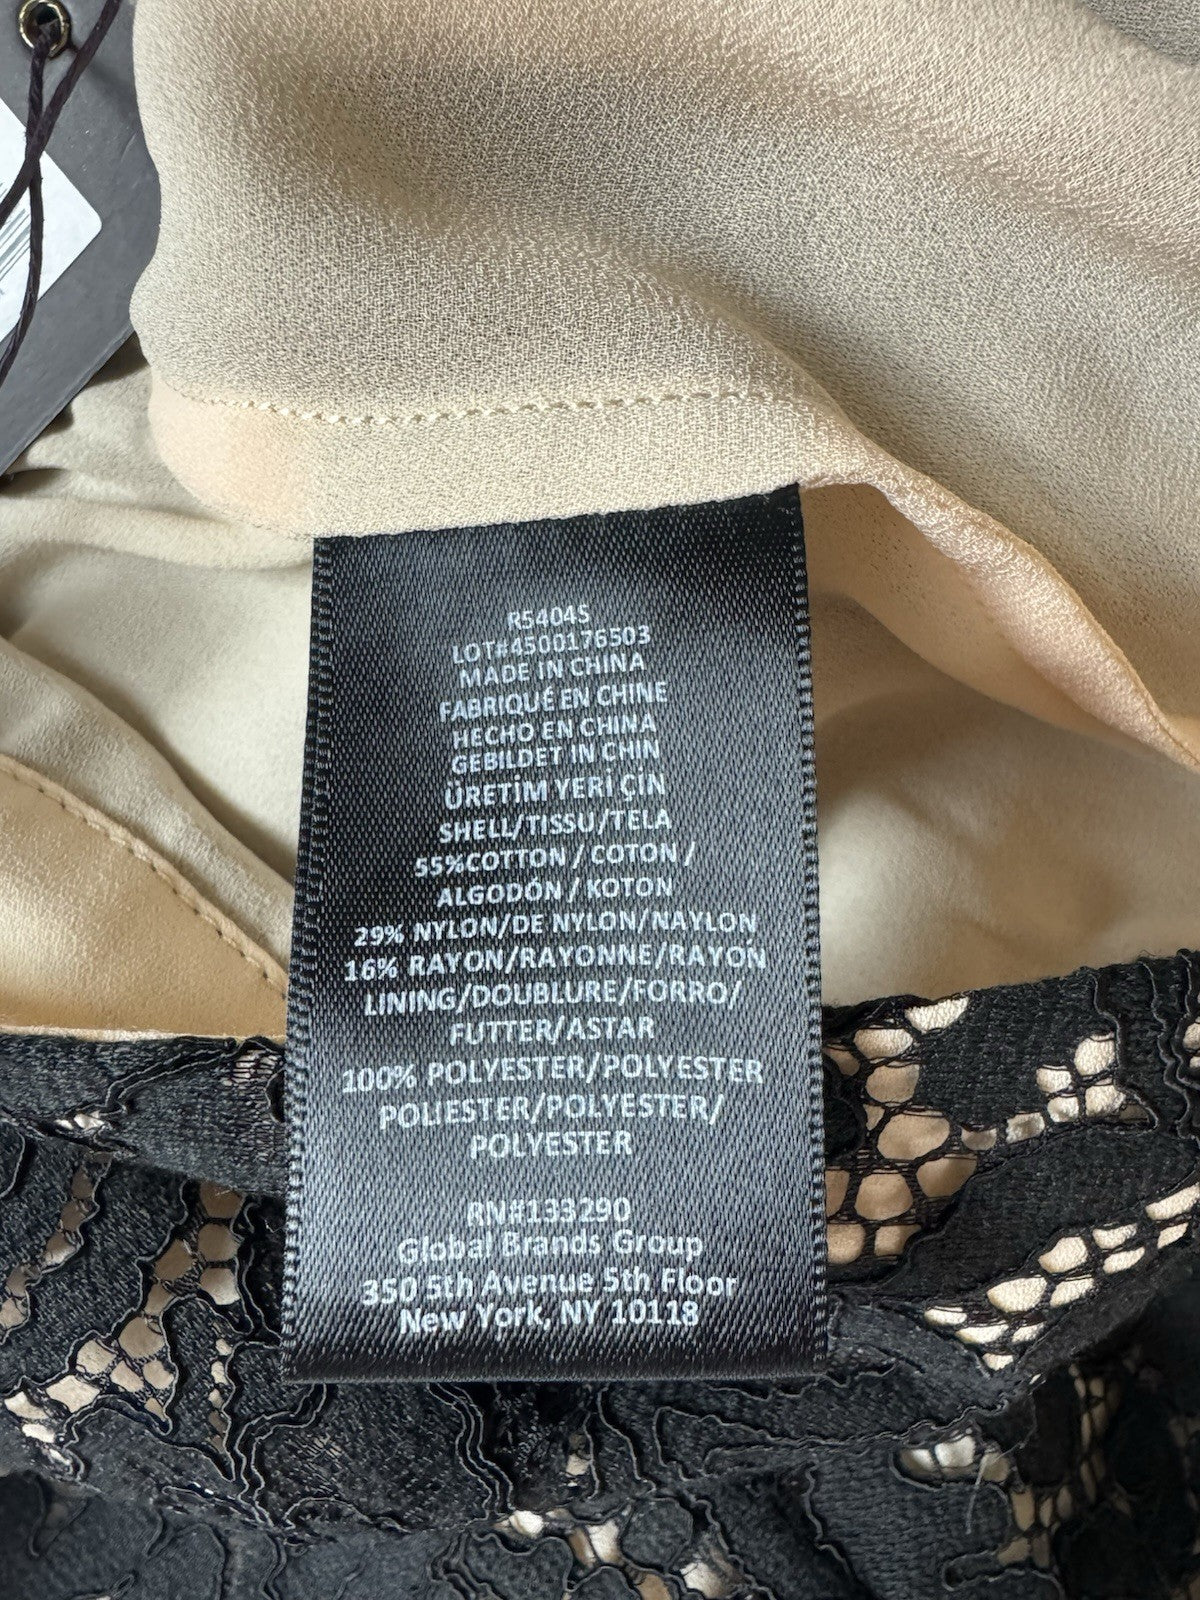 R5404S
LOT#4500176503
MADE IN CHINA
FABRIQUÉ EN CHINE
HECHO EN CHINA
GEBILDET IN CHIN
ÜRETİM YERİ ÇİN
SHELL/TISSU/TELA
55%COTTON / COTON /
ALGODÓN / KOTON
29% NYLON/DE NYLON/NAYLON
16% RAYON/RAYONNE/RAYON
LINING/DOUBLURE/FORRO/
FUTTER/ASTAR
100% POLYESTER/POLYESTER
POLIESTER/POLYESTER/
POLYESTER
RN#133290
Global Brands Group
350 5th Avenue 5th Floor
New York, NY 10118